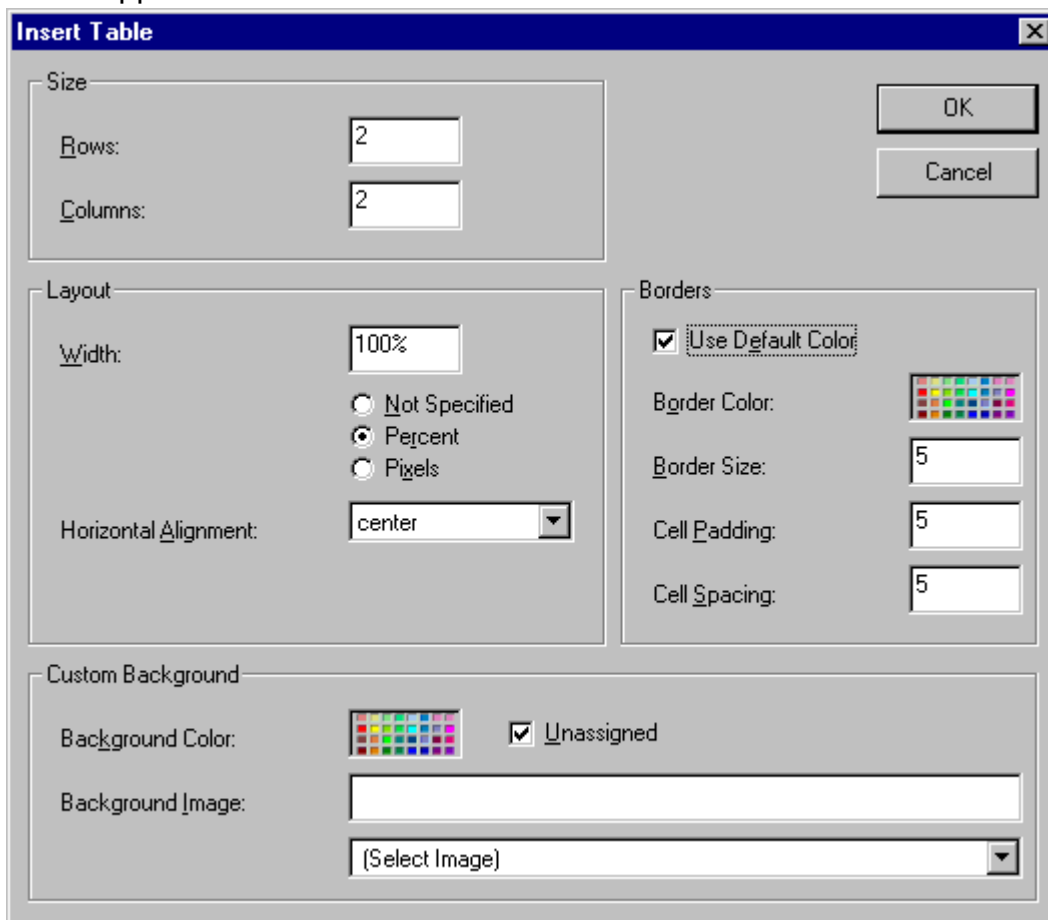 Insert Table
Size
Rows: 2
OK
Columns: 2
Cancel
Layout
Width: 100%
Not Specified
Percent
Pixels
Horizontal Alignment: center
Borders
Use Default Color
Border Color:
Border Size: 5
Cell Padding: 5
Cell Spacing: 5
Custom Background
Background Color: Unassigned
Background Image:
(Select Image)